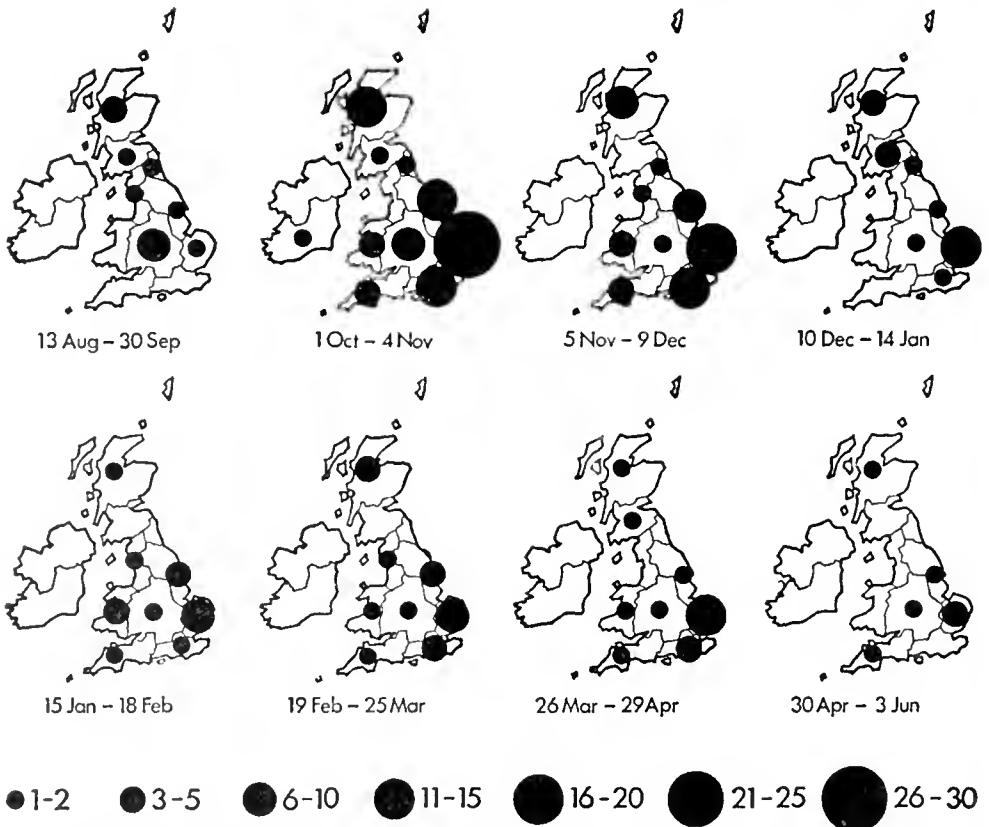 13 Aug – 30 Sep
1 Oct – 4 Nov
5 Nov – 9 Dec
10 Dec – 14 Jan
15 Jan – 18 Feb
19 Feb – 25 Mar
26 Mar – 29 Apr
30 Apr – 3 Jun
1-2
3-5
6-10
11-15
16-20
21-25
26-30